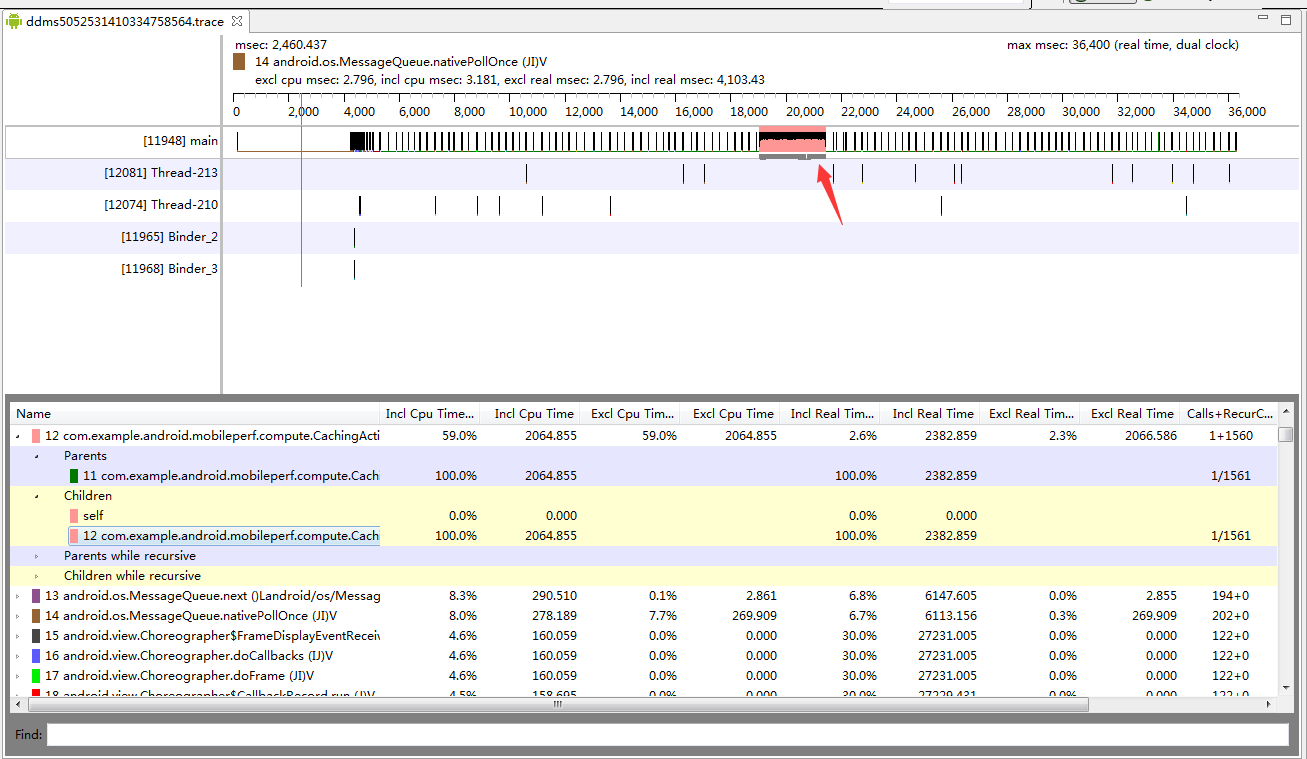 ddms5052531410334758564.trace
msec: 2,460.437 max msec: 36,400 (real time, dual clock)
14 android.os.MessageQueue.nativePollOnce (JI)V
excl cpu msec: 2.796, incl cpu msec: 3.181, excl real msec: 2.796, incl real msec: 4,103.43
0 2,000 4,000 6,000 8,000 10,000 12,000 14,000 16,000 18,000 20,000 22,000 24,000 26,000 28,000 30,000 32,000 34,000 36,000
[11948] main
[12081] Thread-213
[12074] Thread-210
[11965] Binder_2
[11968] Binder_3
Name Incl Cpu Time... Incl Cpu Time Excl Cpu Tim... Excl Cpu Time Incl Real Tim... Incl Real Time Excl Real Tim... Excl Real Time Calls+RecurC...
12 com.example.android.mobileperf.compute.CachingActi 59.0% 2064.855 59.0% 2064.855 2.6% 2382.859 2.3% 2066.586 1+1560
Parents
11 com.example.android.mobileperf.compute.Cach 100.0% 2064.855 100.0% 2382.859 1/1561
Children
self 0.0% 0.000 0.0% 0.000
12 com.example.android.mobileperf.compute.Cachi 100.0% 2064.855 100.0% 2382.859 1/1561
Parents while recursive
Children while recursive
13 android.os.MessageQueue.next ()Landroid/os/Messag 8.3% 290.510 0.1% 2.861 6.8% 6147.605 0.0% 2.855 194+0
14 android.os.MessageQueue.nativePollOnce (JI)V 8.0% 278.189 7.7% 269.909 6.7% 6113.156 0.3% 269.909 202+0
15 android.view.Choreographer$FrameDisplayEventReceiv 4.6% 160.059 0.0% 0.000 30.0% 27231.005 0.0% 0.000 122+0
16 android.view.Choreographer.doCallbacks (IJ)V 4.6% 160.059 0.0% 0.000 30.0% 27231.005 0.0% 0.000 122+0
17 android.view.Choreographer.doFrame (JI)V 4.6% 160.059 0.0% 0.000 30.0% 27231.005 0.0% 0.000 122+0
18 android.view.Choreographer$CallbackRecord.run (J)V 4.5% 158.695 0.0% 0.000 30.0% 27229.431 0.0% 0.000 122+0
Find: